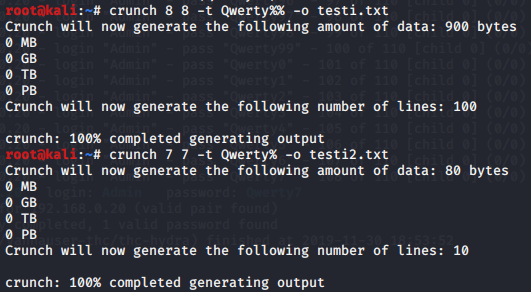 root@kali:~# crunch 8 8 -t Qwerty%% -o testi.txt
Crunch will now generate the following amount of data: 900 bytes
0 MB
0 GB
0 TB
0 PB
Crunch will now generate the following number of lines: 100
crunch: 100% completed generating output
root@kali:~# crunch 7 7 -t Qwerty% -o testi2.txt
Crunch will now generate the following amount of data: 80 bytes
0 MB
0 GB
0 TB
0 PB
Crunch will now generate the following number of lines: 10
crunch: 100% completed generating output